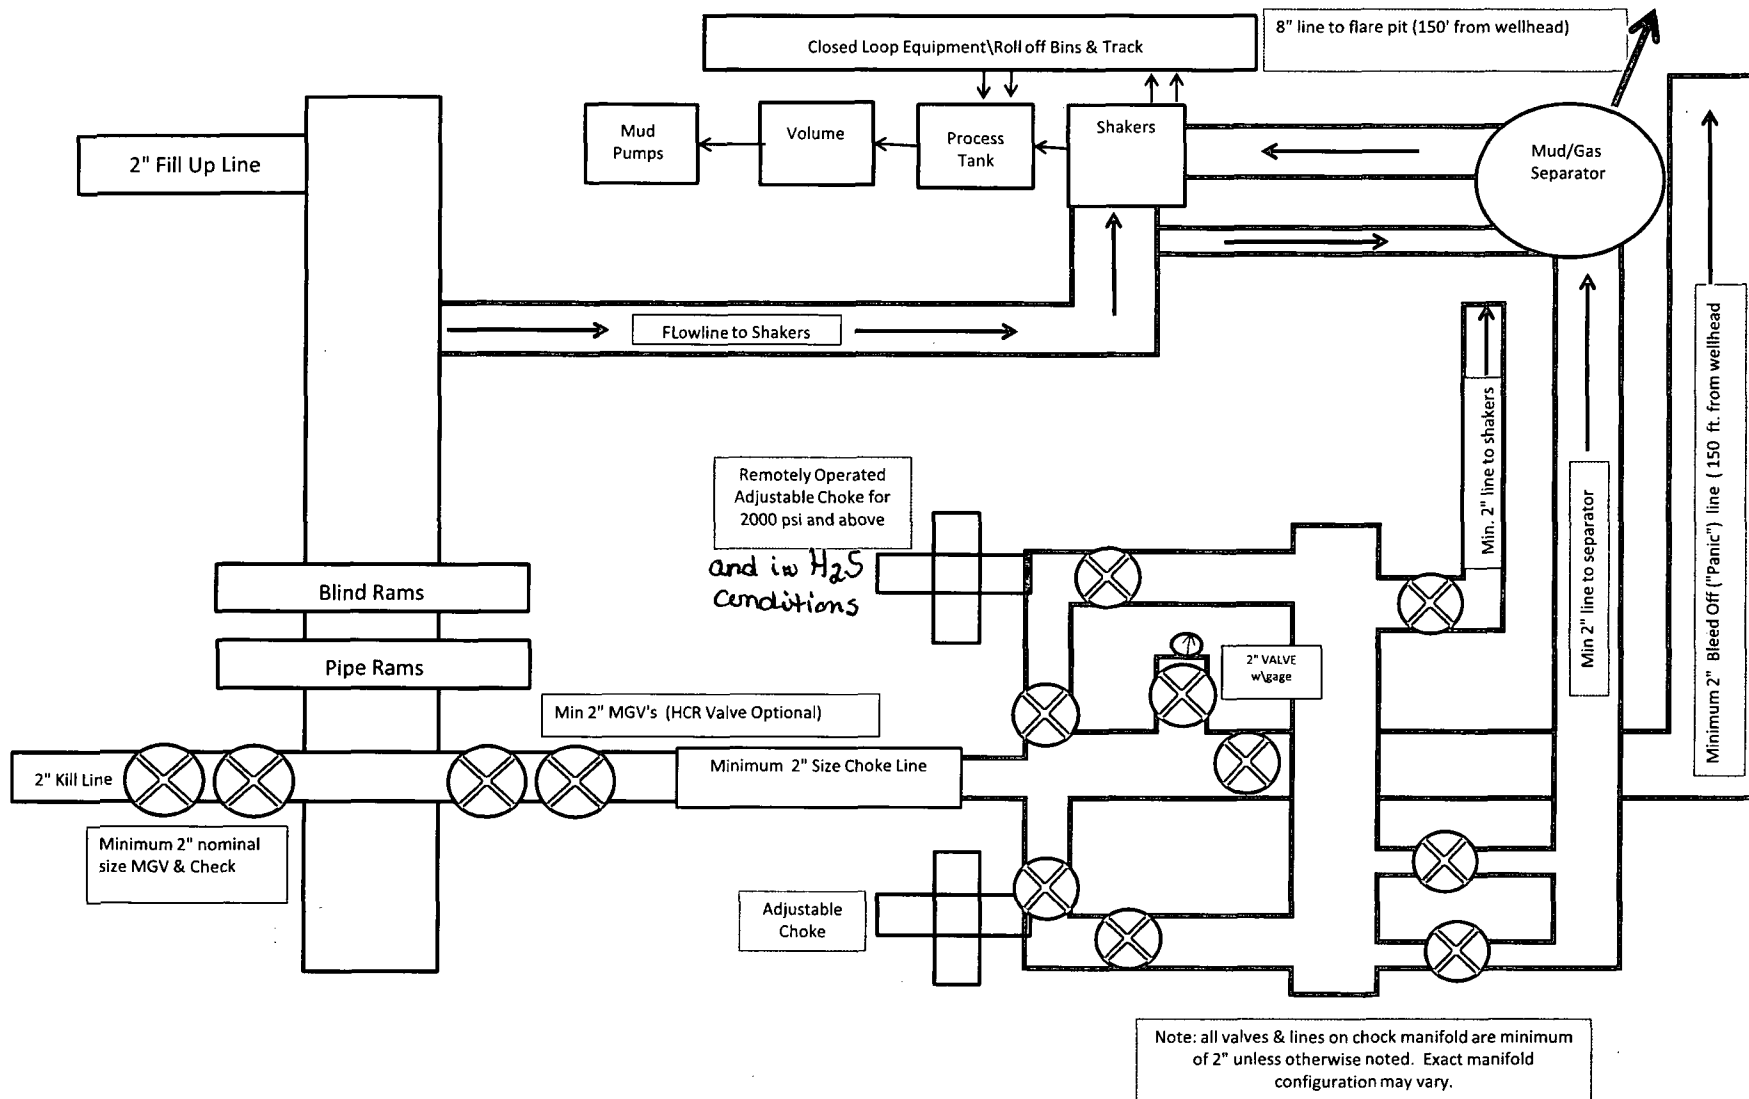 Closed Loop Equipment\Roll off Bins & Track
8" line to flare pit (150' from wellhead)
2" Fill Up Line
Mud
Pumps
Volume
Process
Tank
Shakers
Mud/Gas
Separator
FLowline to Shakers
Remotely Operated
Adjustable Choke for
2000 psi and above
and in H2S
conditions
Min. 2" line to shakers
Min 2" line to separator
Minimum 2" Bleed Off ("Panic") line (150 ft. from wellhead
Blind Rams
Pipe Rams
2" VALVE
w\gage
Min 2" MGV's (HCR Valve Optional)
2" Kill Line
Minimum 2" Size Choke Line
Minimum 2" nominal
size MGV & Check
Adjustable
Choke
Note: all valves & lines on chock manifold are minimum
of 2" unless otherwise noted. Exact manifold
configuration may vary.